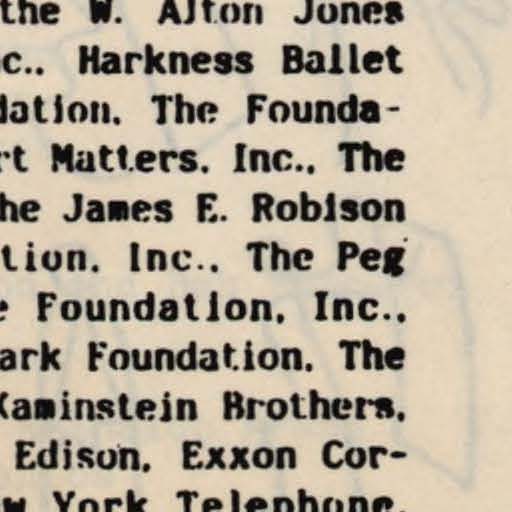 the W. Alton Jones
c., Harkness Ballet
dation, The Founda-
rt Matters, Inc., The
he James E. Robison
tion, Inc., The Peg
e Foundation, Inc.,
ark Foundation, The
Kaminstein Brothers,
Edison, Exxon Cor-
w York Telephone,